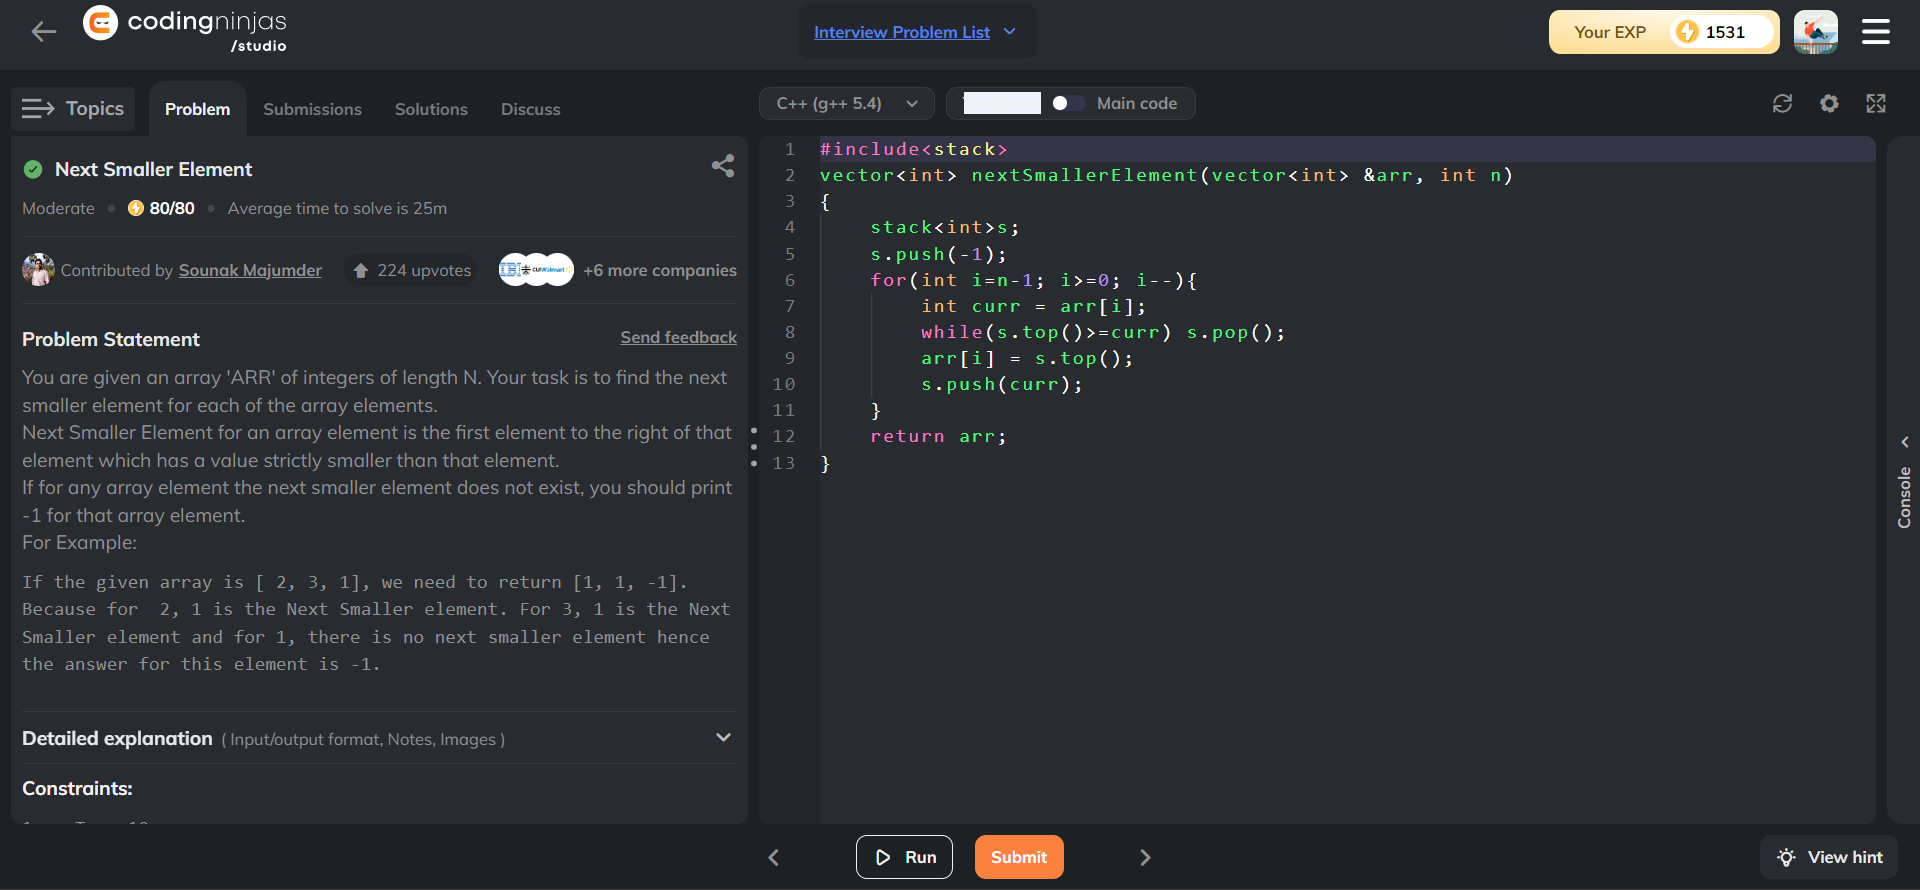 codingninjas
/studio
Interview Problem List
Your EXP 1531
Topics
Problem Submissions Solutions Discuss
Next Smaller Element
Moderate 80/80 Average time to solve is 25m
Contributed by Sounak Majumder 224 upvotes +6 more companies
Problem Statement Send feedback
You are given an array 'ARR' of integers of length N. Your task is to find the next
smaller element for each of the array elements.
Next Smaller Element for an array element is the first element to the right of that
element which has a value strictly smaller than that element.
If for any array element the next smaller element does not exist, you should print
-1 for that array element.
For Example:
If the given array is [ 2, 3, 1], we need to return [1, 1, -1].
Because for  2, 1 is the Next Smaller element. For 3, 1 is the Next
Smaller element and for 1, there is no next smaller element hence
the answer for this element is -1.
Detailed explanation ( Input/output format, Notes, Images )
Constraints:
C++ (g++ 5.4) Main code
1 #include<stack>
2 vector<int> nextSmallerElement(vector<int> &arr, int n)
3 {
4     stack<int>s;
5     s.push(-1);
6     for(int i=n-1; i>=0; i--){
7         int curr = arr[i];
8         while(s.top()>=curr) s.pop();
9         arr[i] = s.top();
10         s.push(curr);
11     }
12     return arr;
13 }
Console
Run
Submit
View hint